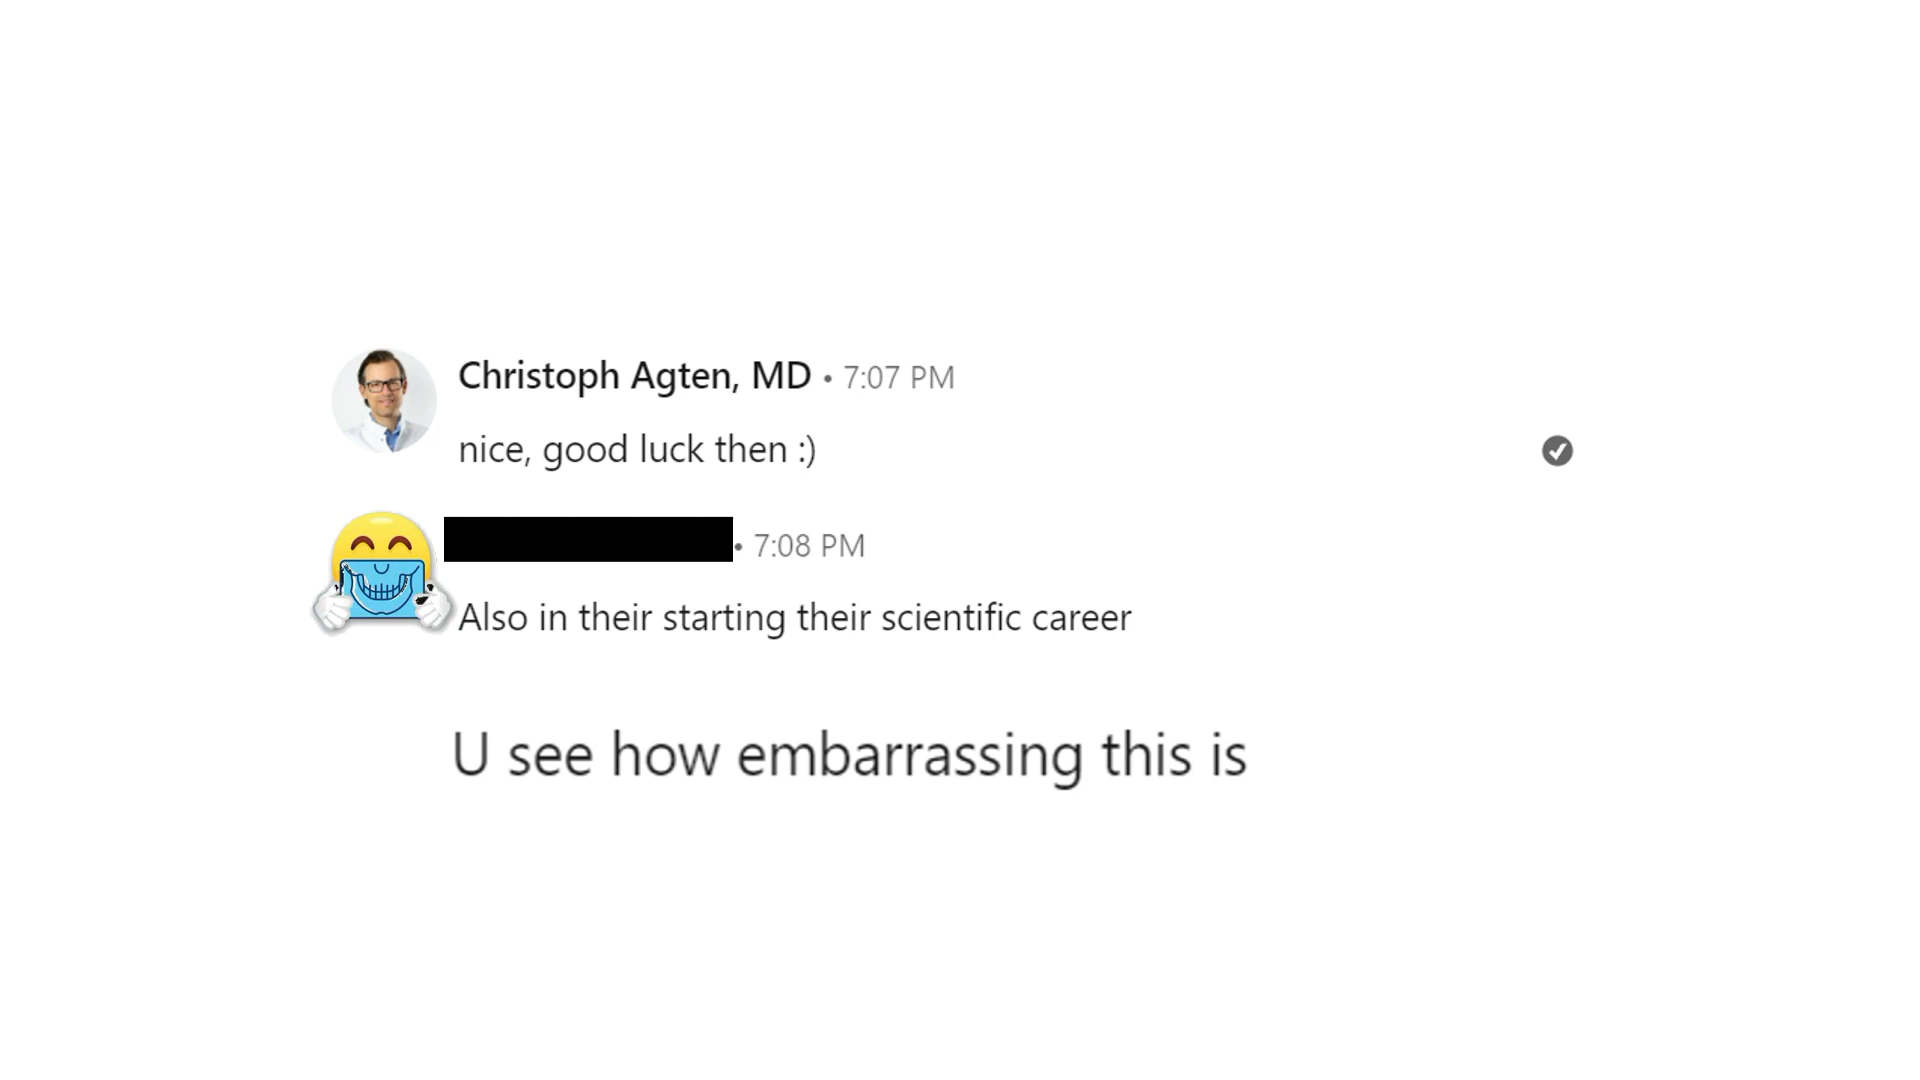 Christoph Agten, MD • 7:07 PM
nice, good luck then :)
• 7:08 PM
Also in their starting their scientific career
U see how embarrassing this is